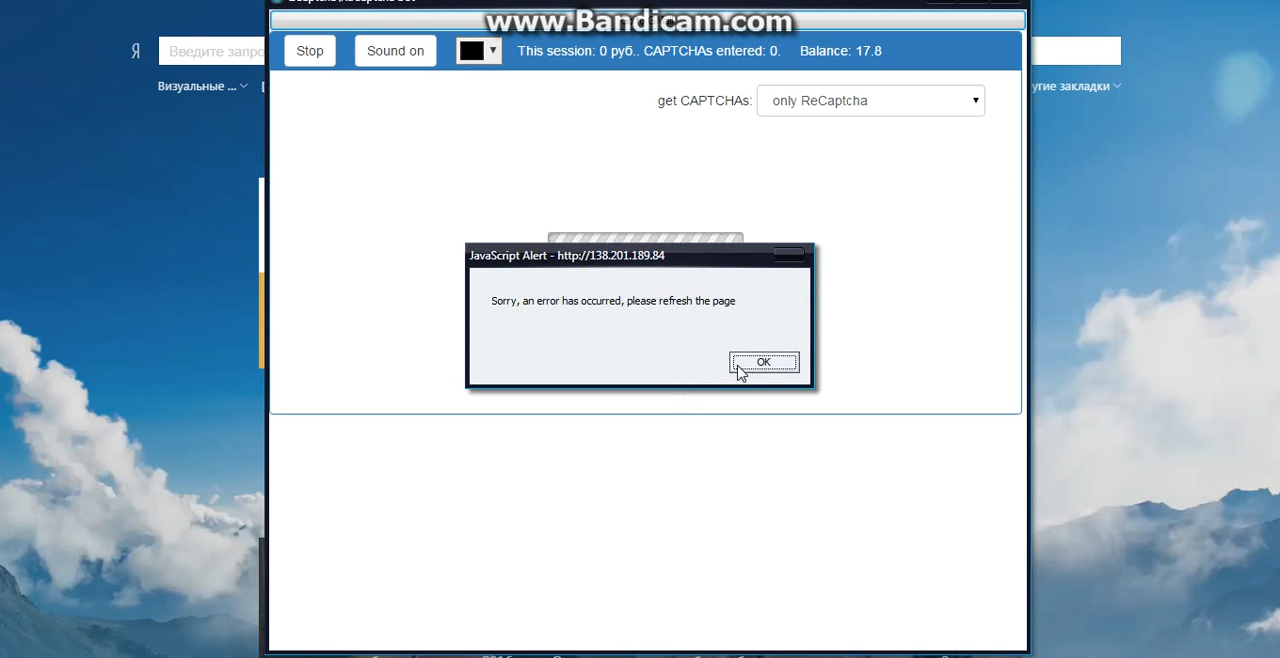 www.Bandicam.com
Я
Введите запро
Stop
Sound on
This session: 0 руб.. CAPTCHAs entered: 0.
Balance: 17.8
Визуальные ...
get CAPTCHAs:
only ReCaptcha
JavaScript Alert - http://138.201.189.84
Sorry, an error has occurred, please refresh the page
OK